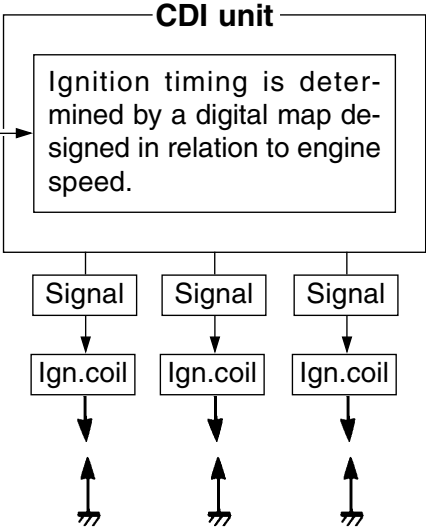 CDI unit
Ignition timing is deter-
mined by a digital map de-
signed in relation to engine
speed.
Signal Signal Signal
Ign.coil Ign.coil Ign.coil